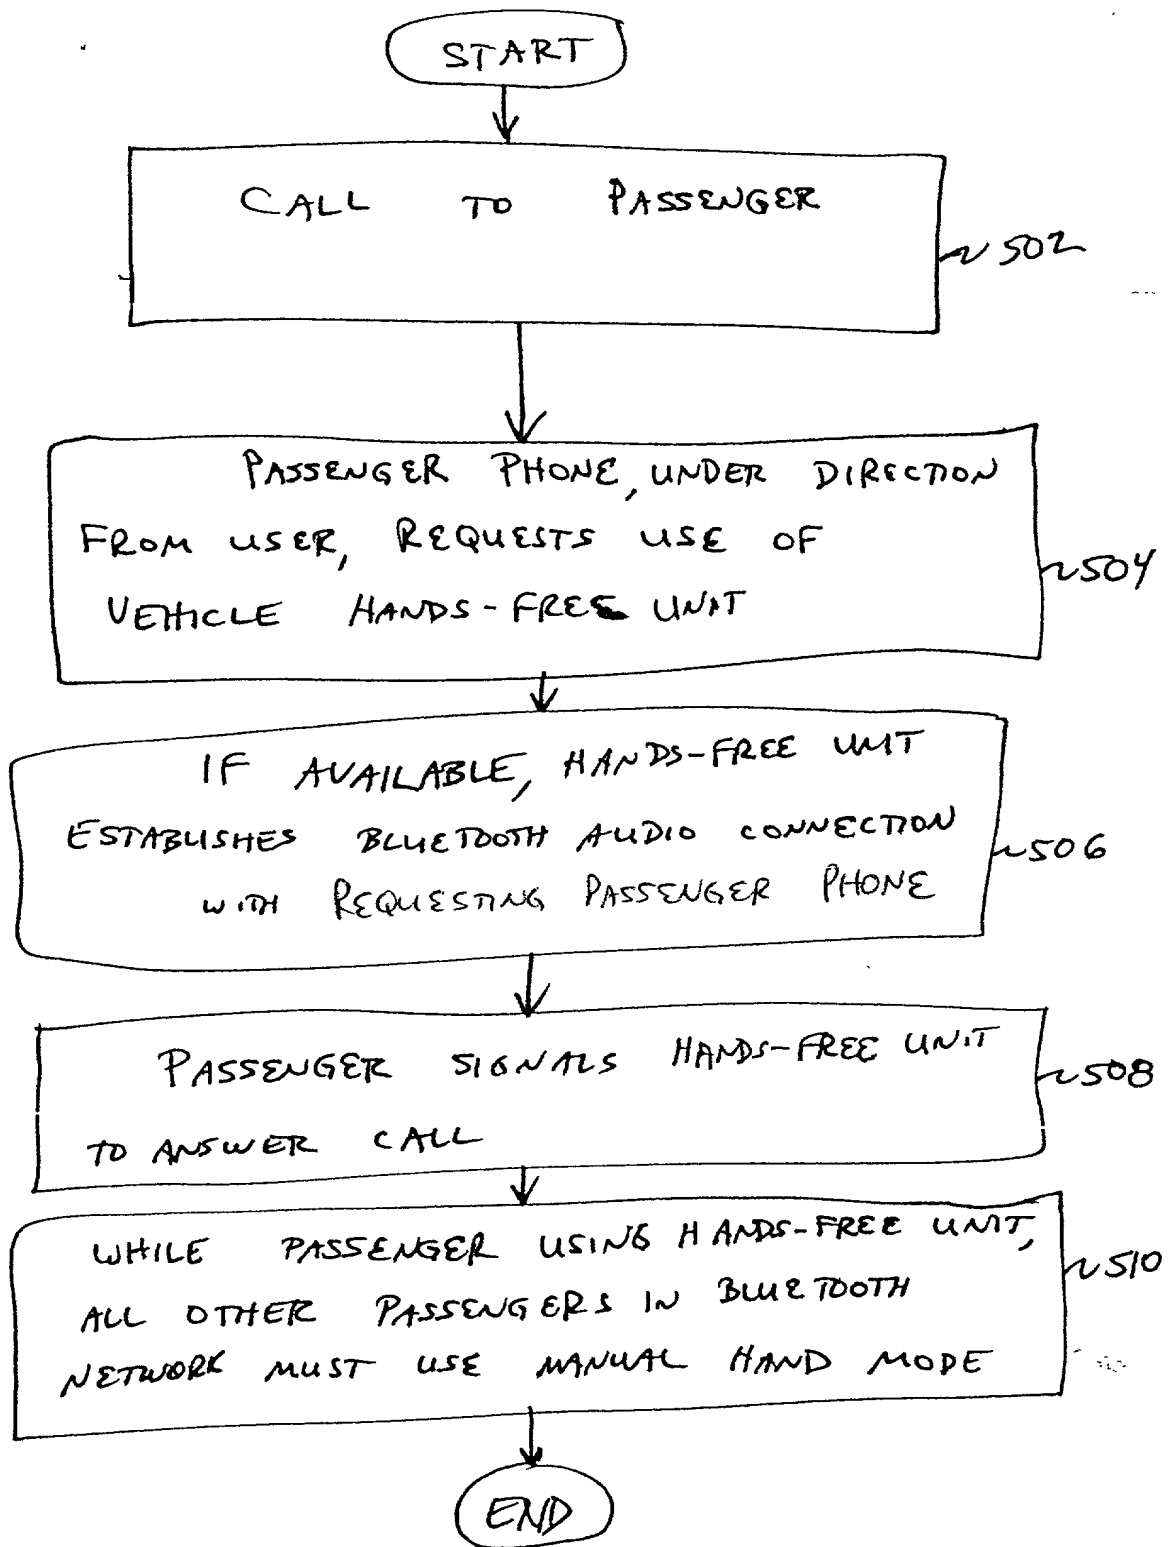 START
CALL TO PASSENGER
502
PASSENGER PHONE, UNDER DIRECTION
FROM USER, REQUESTS USE OF
VEHICLE HANDS-FREE UNIT
504
IF AVAILABLE, HANDS-FREE UNIT
ESTABLISHES BLUETOOTH AUDIO CONNECTION
WITH REQUESTING PASSENGER PHONE
506
PASSENGER SIGNALS HANDS-FREE UNIT
TO ANSWER CALL
508
WHILE PASSENGER USING HANDS-FREE UNIT,
ALL OTHER PASSENGERS IN BLUETOOTH
NETWORK MUST USE MANUAL HAND MODE
510
END